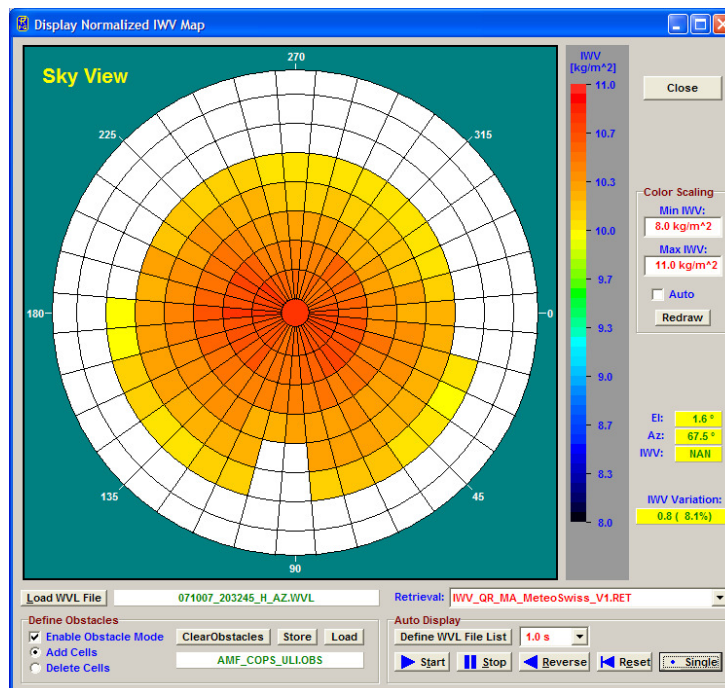 Display Normalized IWV Map
Sky View
270
225
315
180
0
135
45
90
IWV
[kg/m^2]
11.0
10.7
10.3
10.0
9.7
9.3
9.0
8.7
8.3
8.0
Close
Color Scaling
Min IWV:
8.0 kg/m^2
Max IWV:
11.0 kg/m^2
Auto
Redraw
El: 1.6 °
Az: 67.5 °
IWV: NAN
IWV Variation:
0.8 ( 8.1%)
Load WVL File 071007_203245_H_AZ.WVL Retrieval: IWV_QR_MA_MeteoSwiss_V1.RET
Define Obstacles
Enable Obstacle Mode ClearObstacles Store Load
Add Cells
Delete Cells
AMF_COPS_ULI.OBS
Auto Display
Define WVL File List 1.0 s
Start Stop Reverse Reset Single